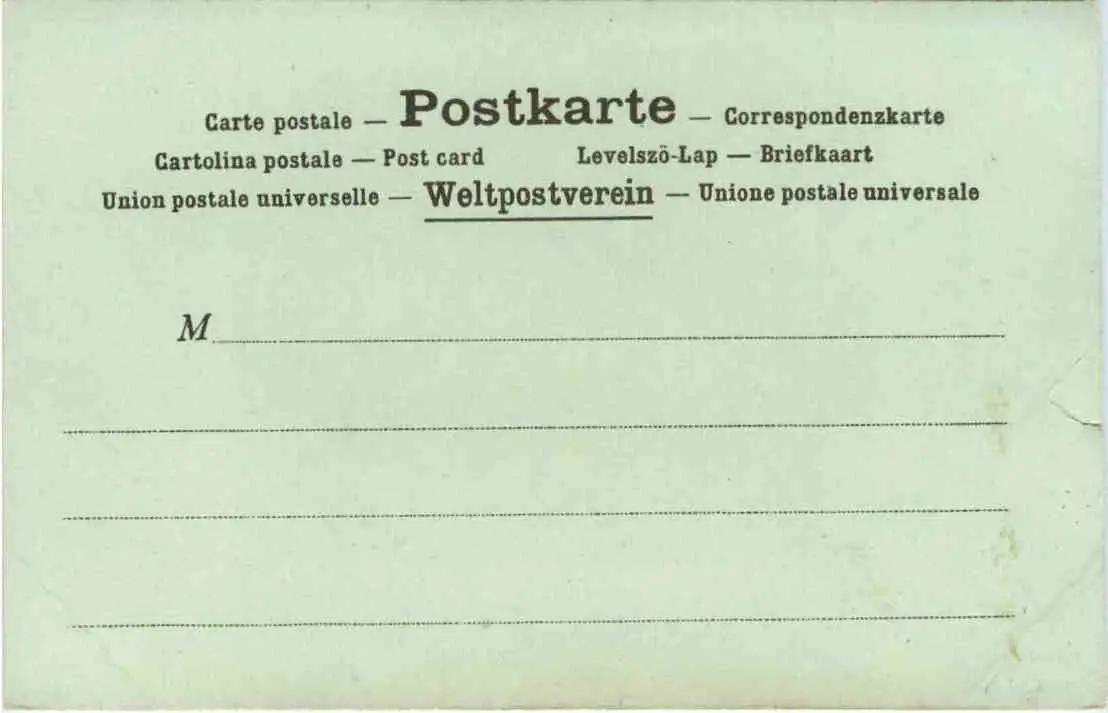 Carte postale — Postkarte — Correspondenzkarte
Cartolina postale — Post card Levelszö-Lap — Briefkaart
Union postale universelle — Weltpostverein — Unione postale universale
M